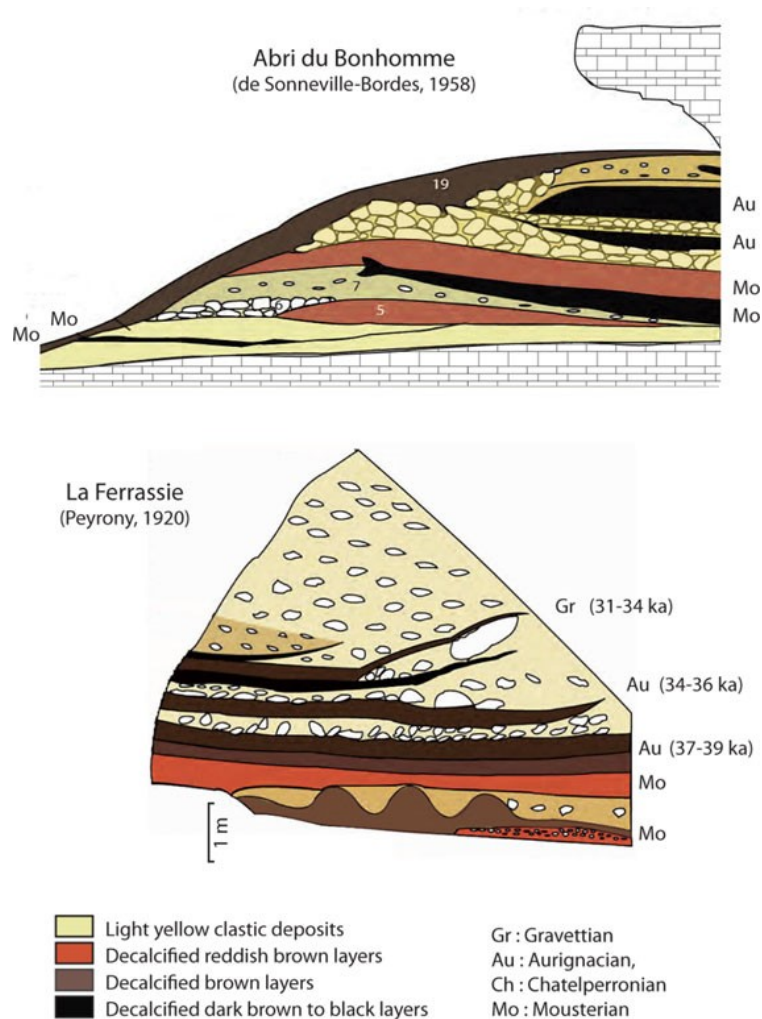 Abri du Bonhomme
(de Sonneville-Bordes, 1958)
19
Au
Au
7
Mo
6
5
Mo
Mo
Mo
La Ferrassie
(Peyrony, 1920)
Gr (31-34 ka)
Au (34-36 ka)
Au (37-39 ka)
Mo
Mo
1 m
Light yellow clastic deposits
Decalcified reddish brown layers
Decalcified brown layers
Decalcified dark brown to black layers
Gr : Gravettian
Au : Aurignacian,
Ch : Chatelperronian
Mo : Mousterian